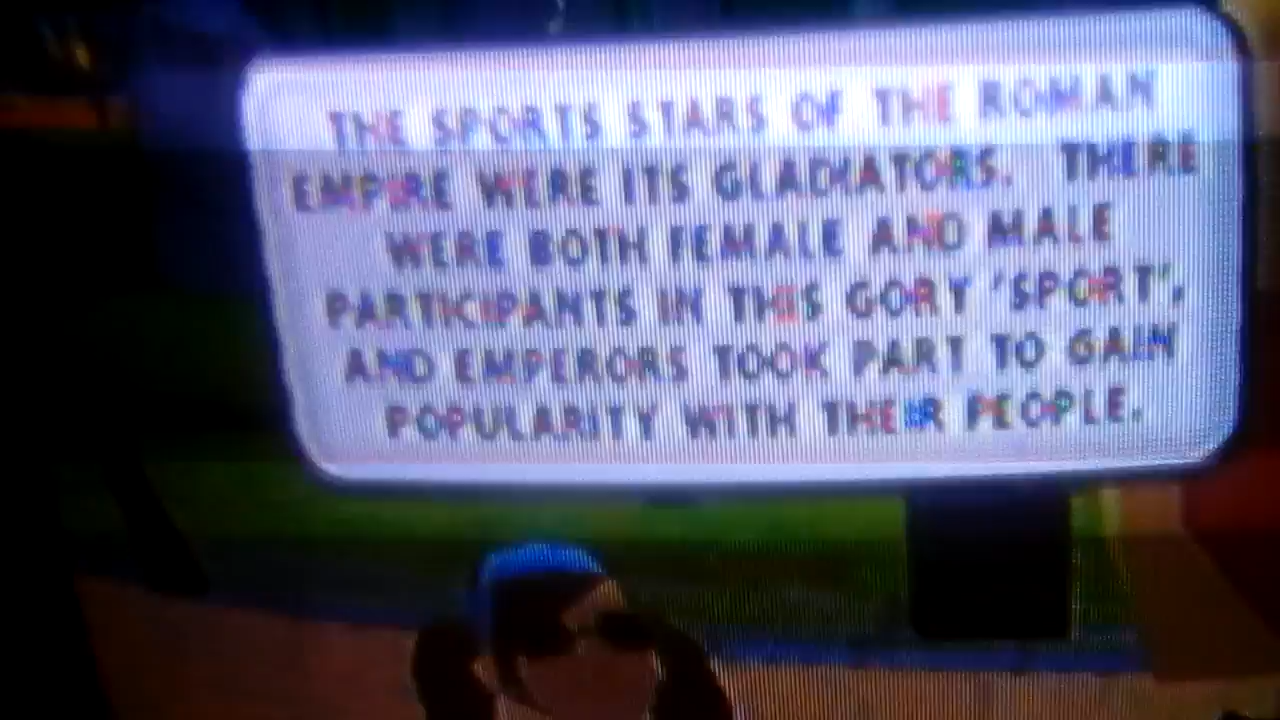 THE SPORTS STARS OF THE ROMAN
EMPIRE WERE ITS GLADIATORS. THERE
WERE BOTH FEMALE AND MALE
PARTICIPANTS IN THIS GORY 'SPORT',
AND EMPERORS TOOK PART TO GAIN
POPULARITY WITH THEIR PEOPLE.